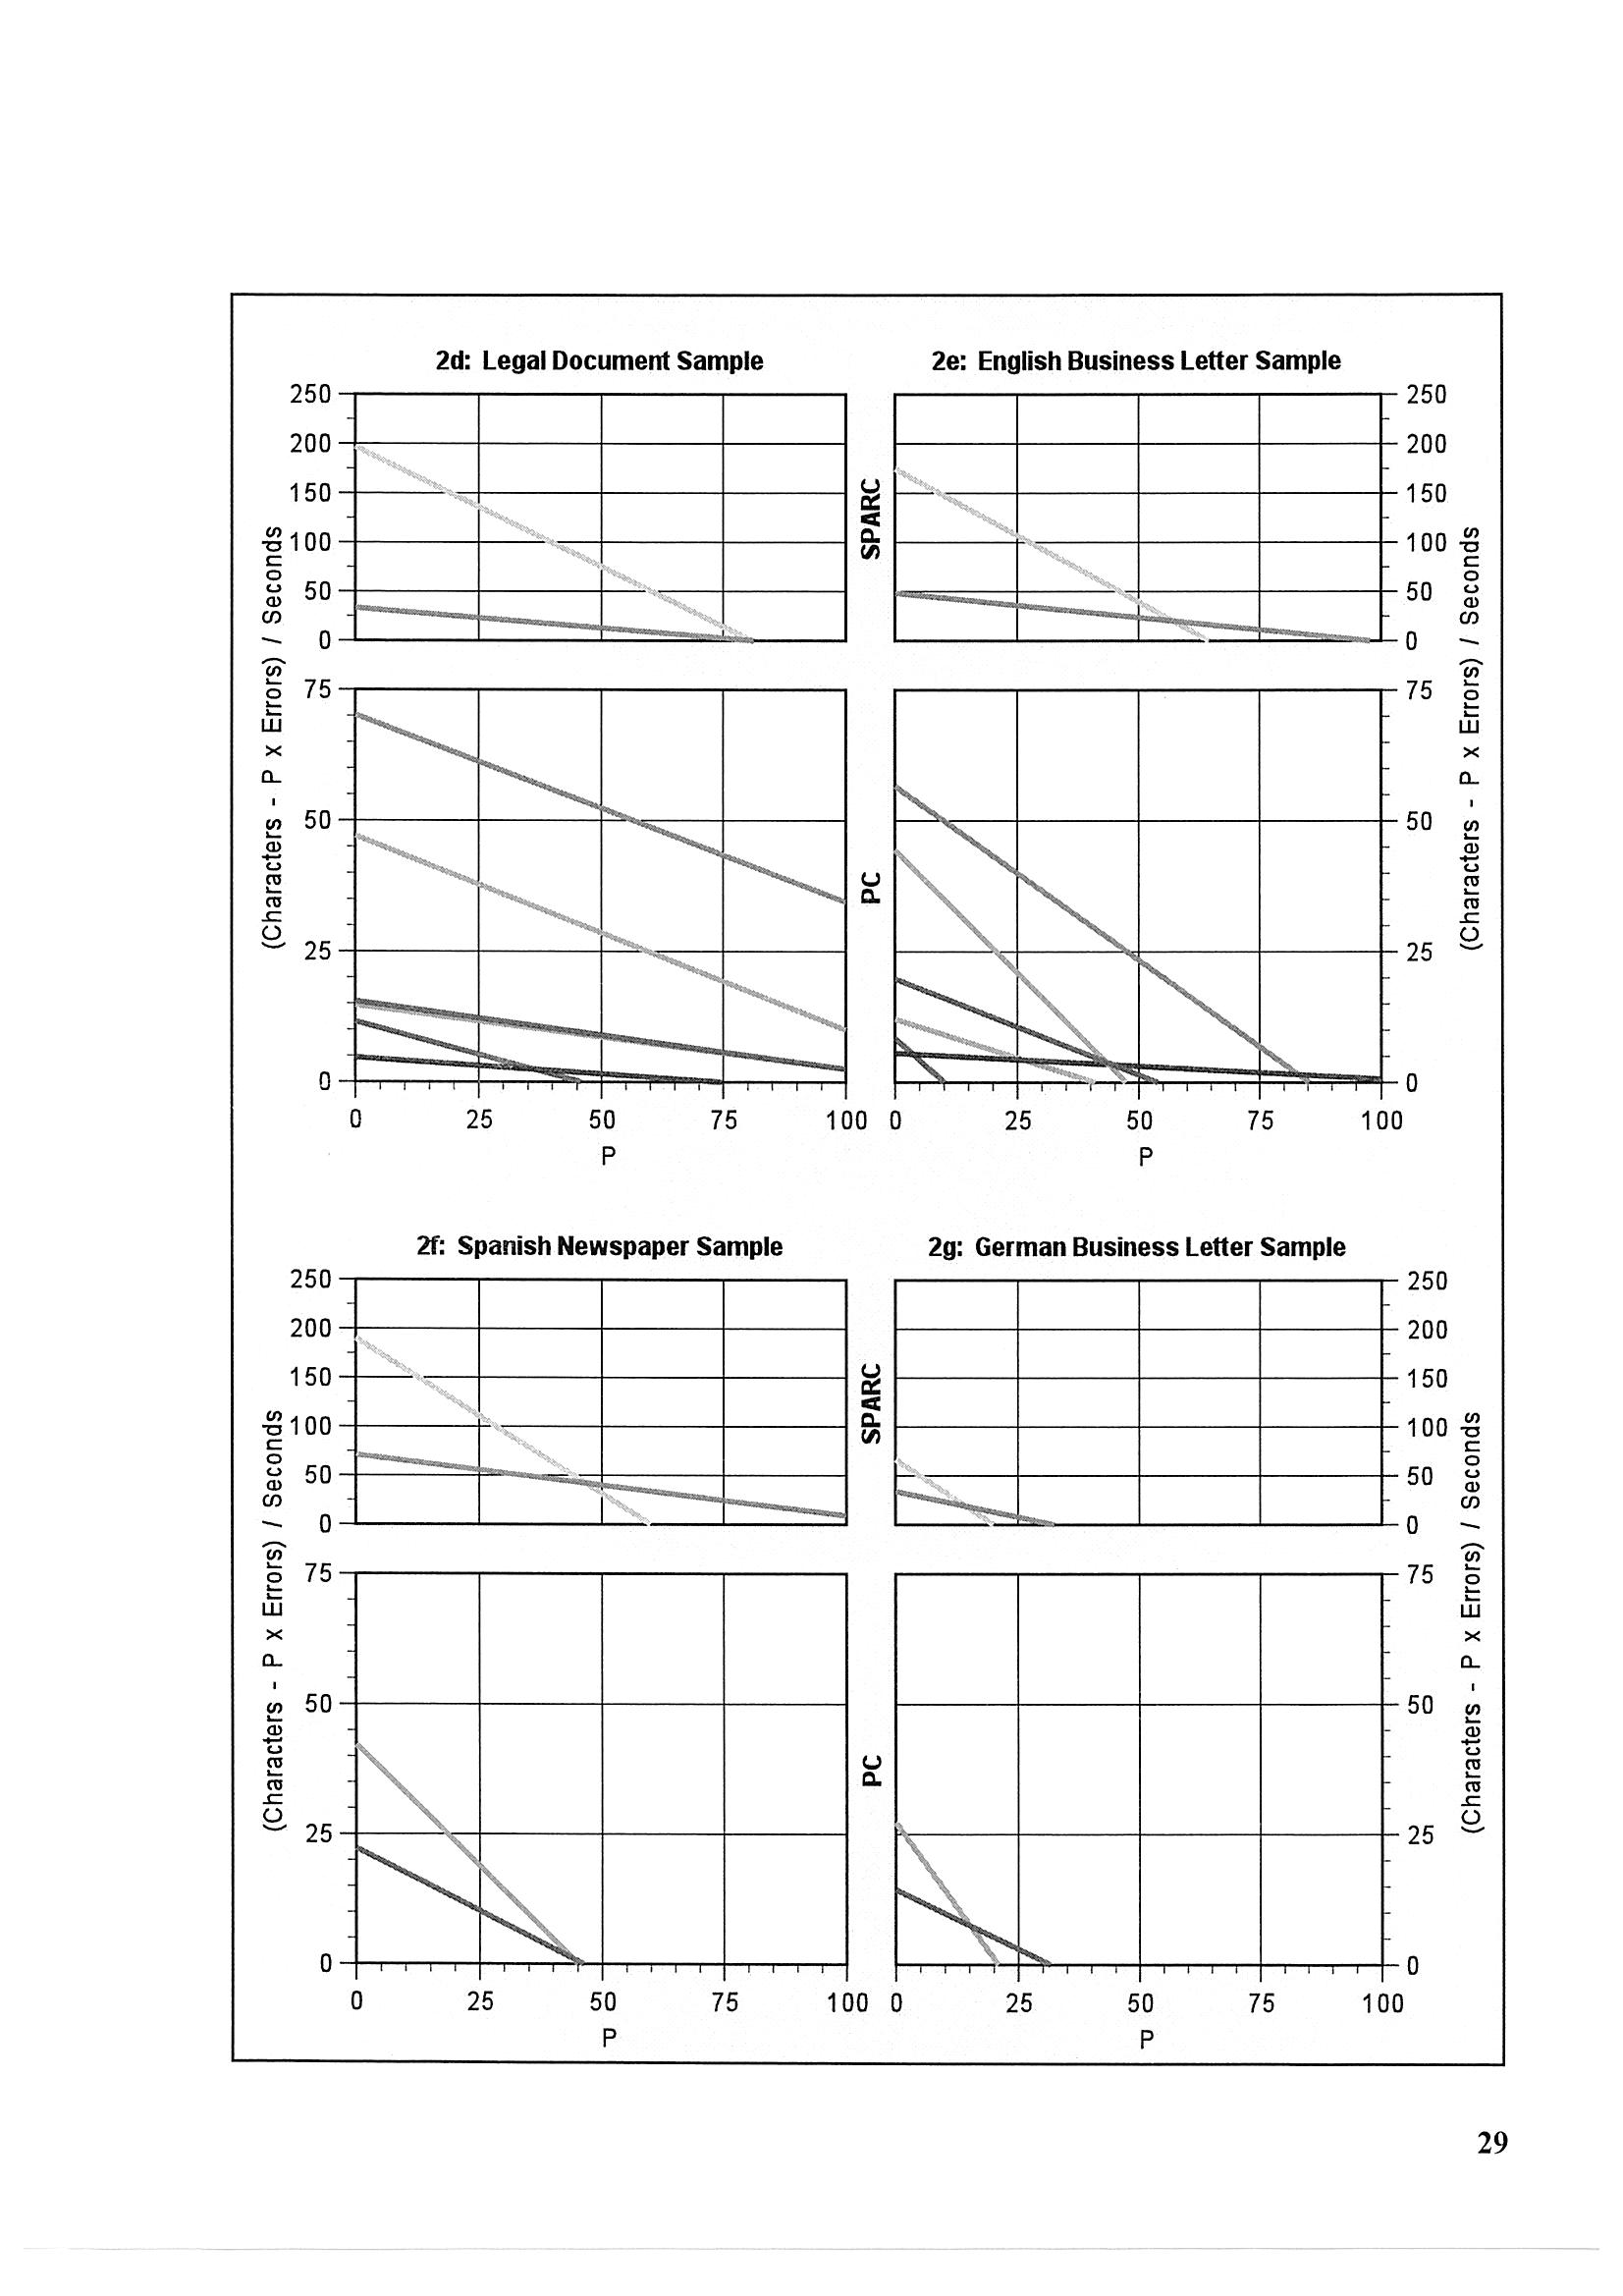 2d: Legal Document Sample
2e: English Business Letter Sample
250
200
150
100
50
0
SPARC
250
200
150
100
50
0
75
50
25
0
PC
75
50
25
0
(Characters - P x Errors) / Seconds
(Characters - P x Errors) / Seconds
0 25 50 75 100
0 25 50 75 100
P
P
2f: Spanish Newspaper Sample
2g: German Business Letter Sample
250
200
150
100
50
0
SPARC
250
200
150
100
50
0
75
50
25
0
PC
75
50
25
0
(Characters - P x Errors) / Seconds
(Characters - P x Errors) / Seconds
0 25 50 75 100
0 25 50 75 100
P
P
29